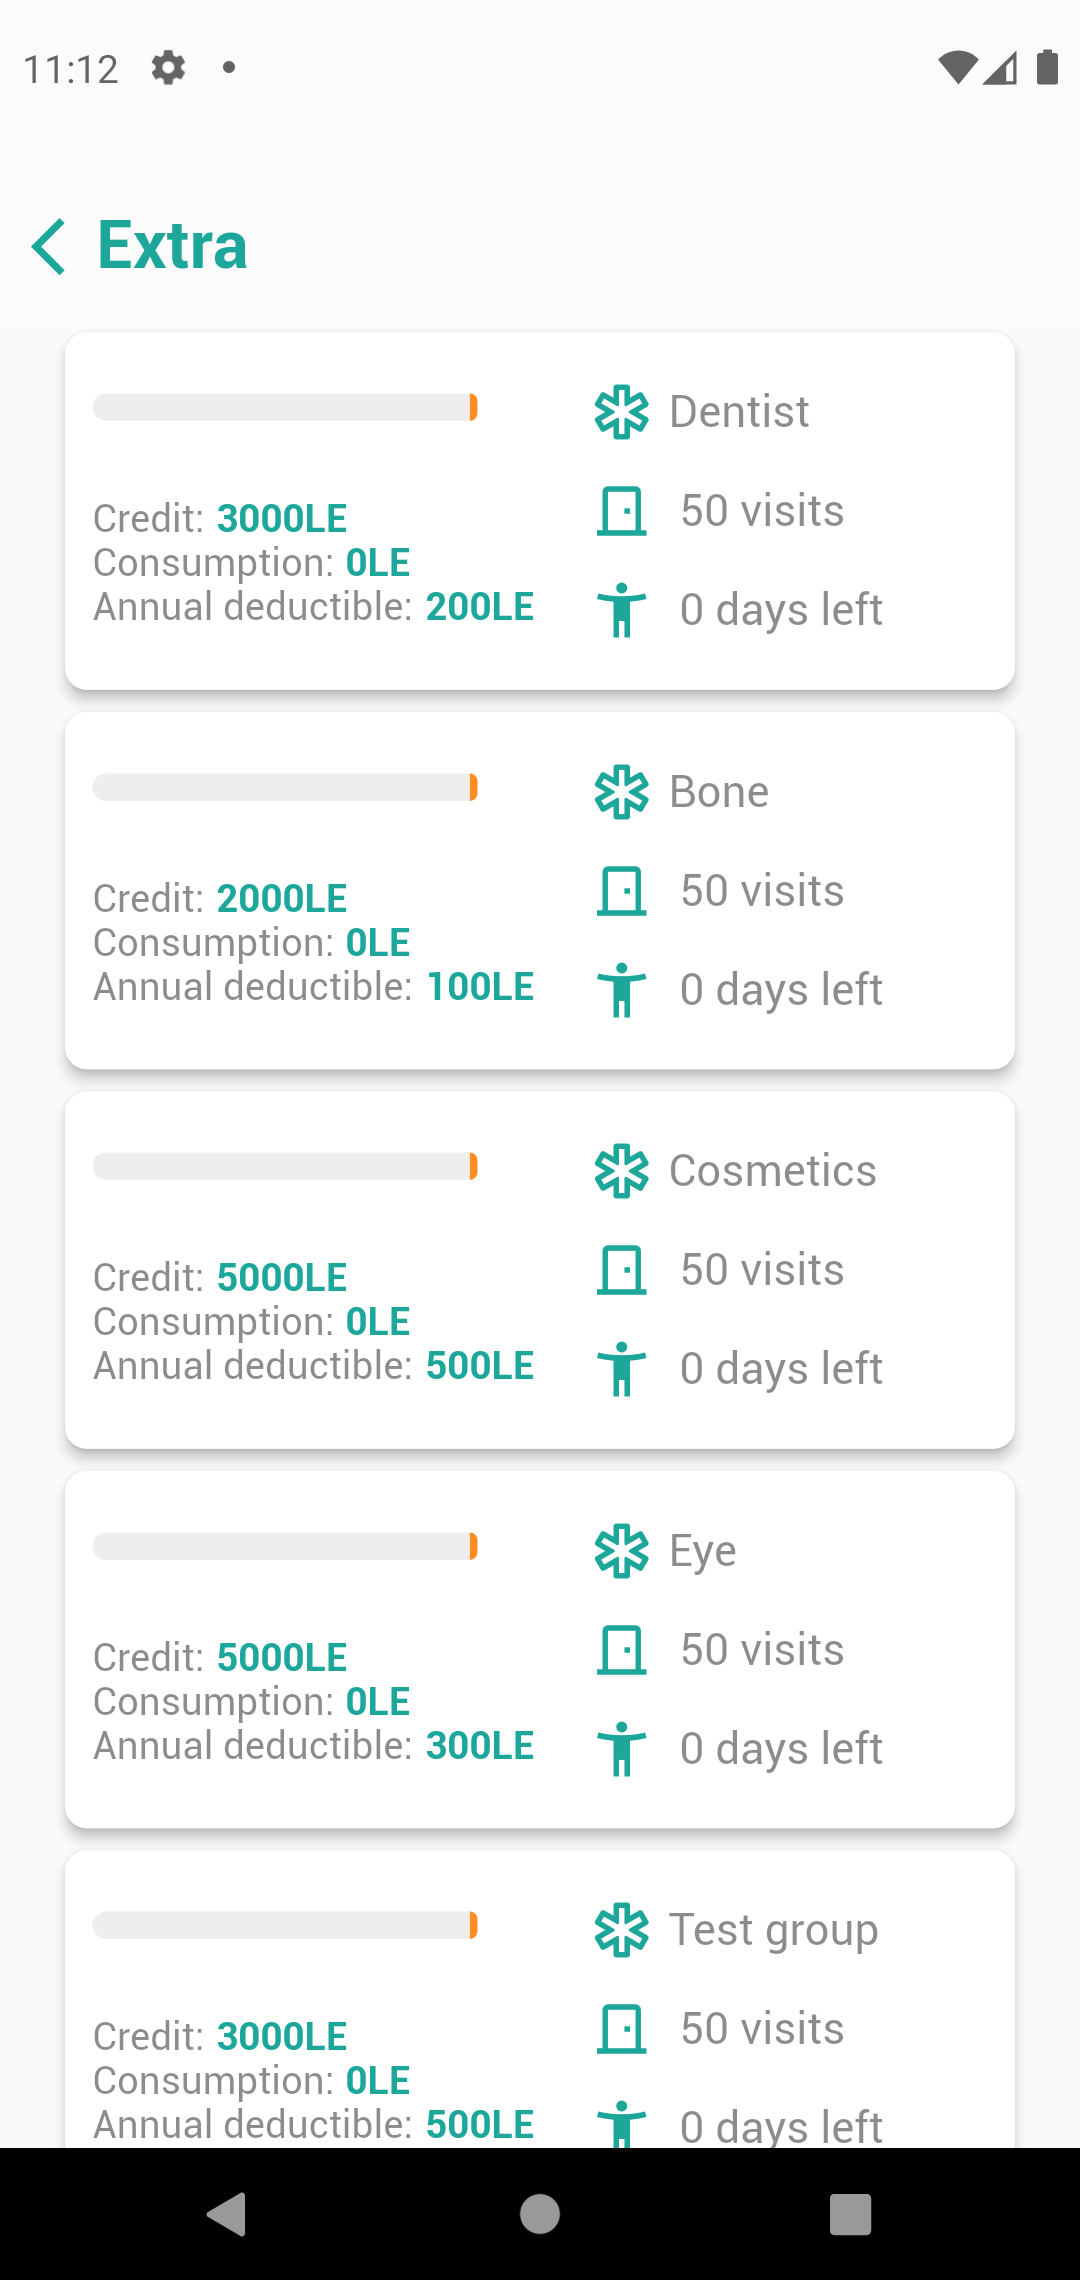 11:12
Extra
Dentist
50 visits
0 days left
Credit: 3000LE
Consumption: 0LE
Annual deductible: 200LE
Bone
50 visits
0 days left
Credit: 2000LE
Consumption: 0LE
Annual deductible: 100LE
Cosmetics
50 visits
0 days left
Credit: 5000LE
Consumption: 0LE
Annual deductible: 500LE
Eye
50 visits
0 days left
Credit: 5000LE
Consumption: 0LE
Annual deductible: 300LE
Test group
50 visits
0 days left
Credit: 3000LE
Consumption: 0LE
Annual deductible: 500LE